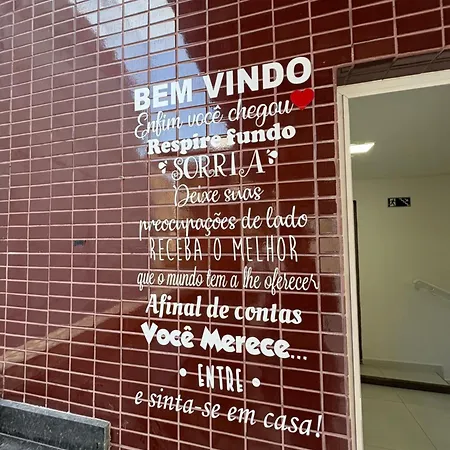 BEM VINDO
Enfim você chegou
Respire fundo
SORRIA
Deixe suas
preocupações de lado
RECEBA O MELHOR
que o mundo tem a lhe oferecer
Afinal de contas
Você Merece...
• ENTRE •
e sinta-se em casa!